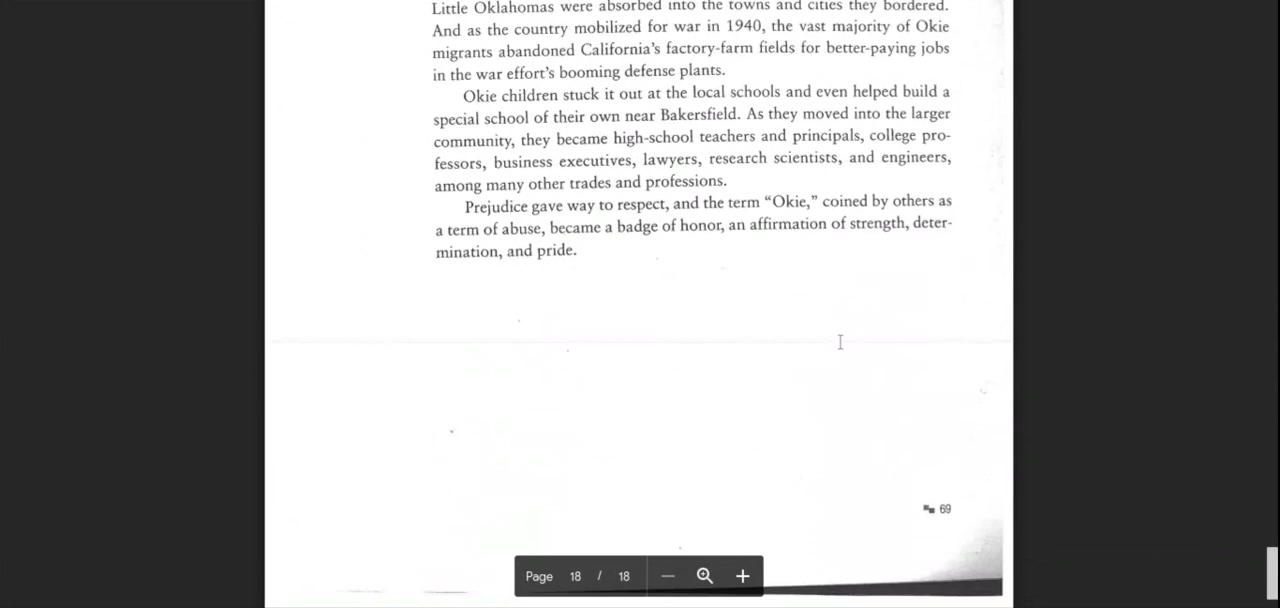 Little Oklahomas were absorbed into the towns and cities they bordered.
And as the country mobilized for war in 1940, the vast majority of Okie
migrants abandoned California's factory-farm fields for better-paying jobs
in the war effort's booming defense plants.
Okie children stuck it out at the local schools and even helped build a
special school of their own near Bakersfield. As they moved into the larger
community, they became high-school teachers and principals, college pro-
fessors, business executives, lawyers, research scientists, and engineers,
among many other trades and professions.
Prejudice gave way to respect, and the term “Okie,” coined by others as
a term of abuse, became a badge of honor, an affirmation of strength, deter-
mination, and pride.
69
Page 18 / 18